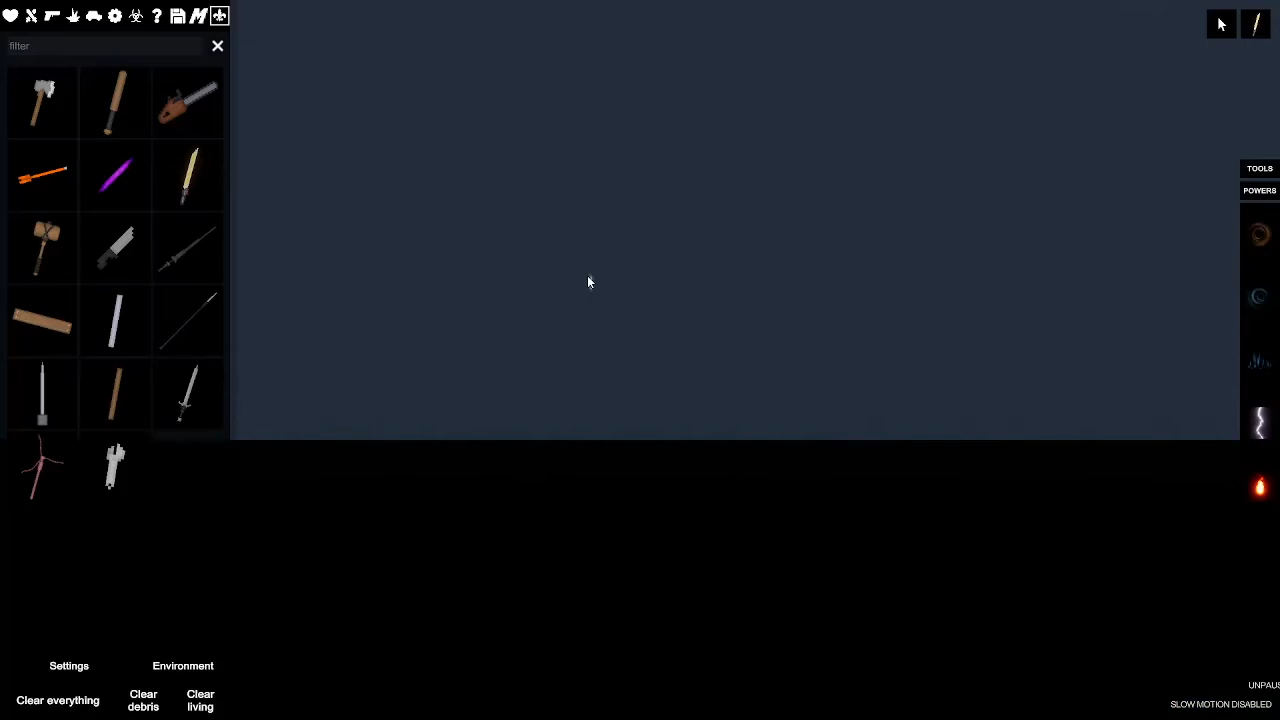 filter
TOOLS
POWERS
Settings
Environment
Clear everything
Clear
debris
Clear
living
UNPAUS
SLOW MOTION DISABLED